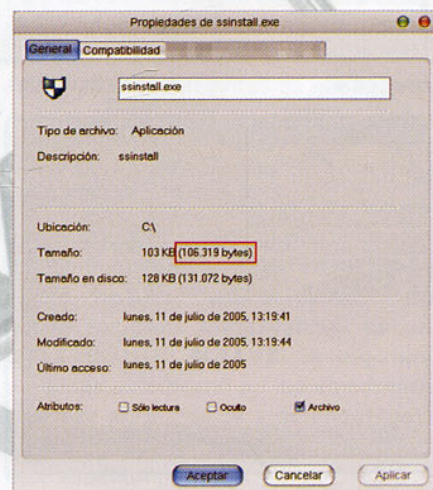 Propiedades de ssinstall.exe
General Compatibilidad
ssinstall.exe
Tipo de archivo: Aplicación
Descripción: ssinstall
Ubicación: C:\
Tamaño: 103 KB (106.319 bytes)
Tamaño en disco: 128 KB (131.072 bytes)
Creado: lunes, 11 de julio de 2005, 13:19:41
Modificado: lunes, 11 de julio de 2005, 13:19:44
Último acceso: lunes, 11 de julio de 2005
Atributos: Sólo lectura Oculto Archivo
Aceptar Cancelar Aplicar